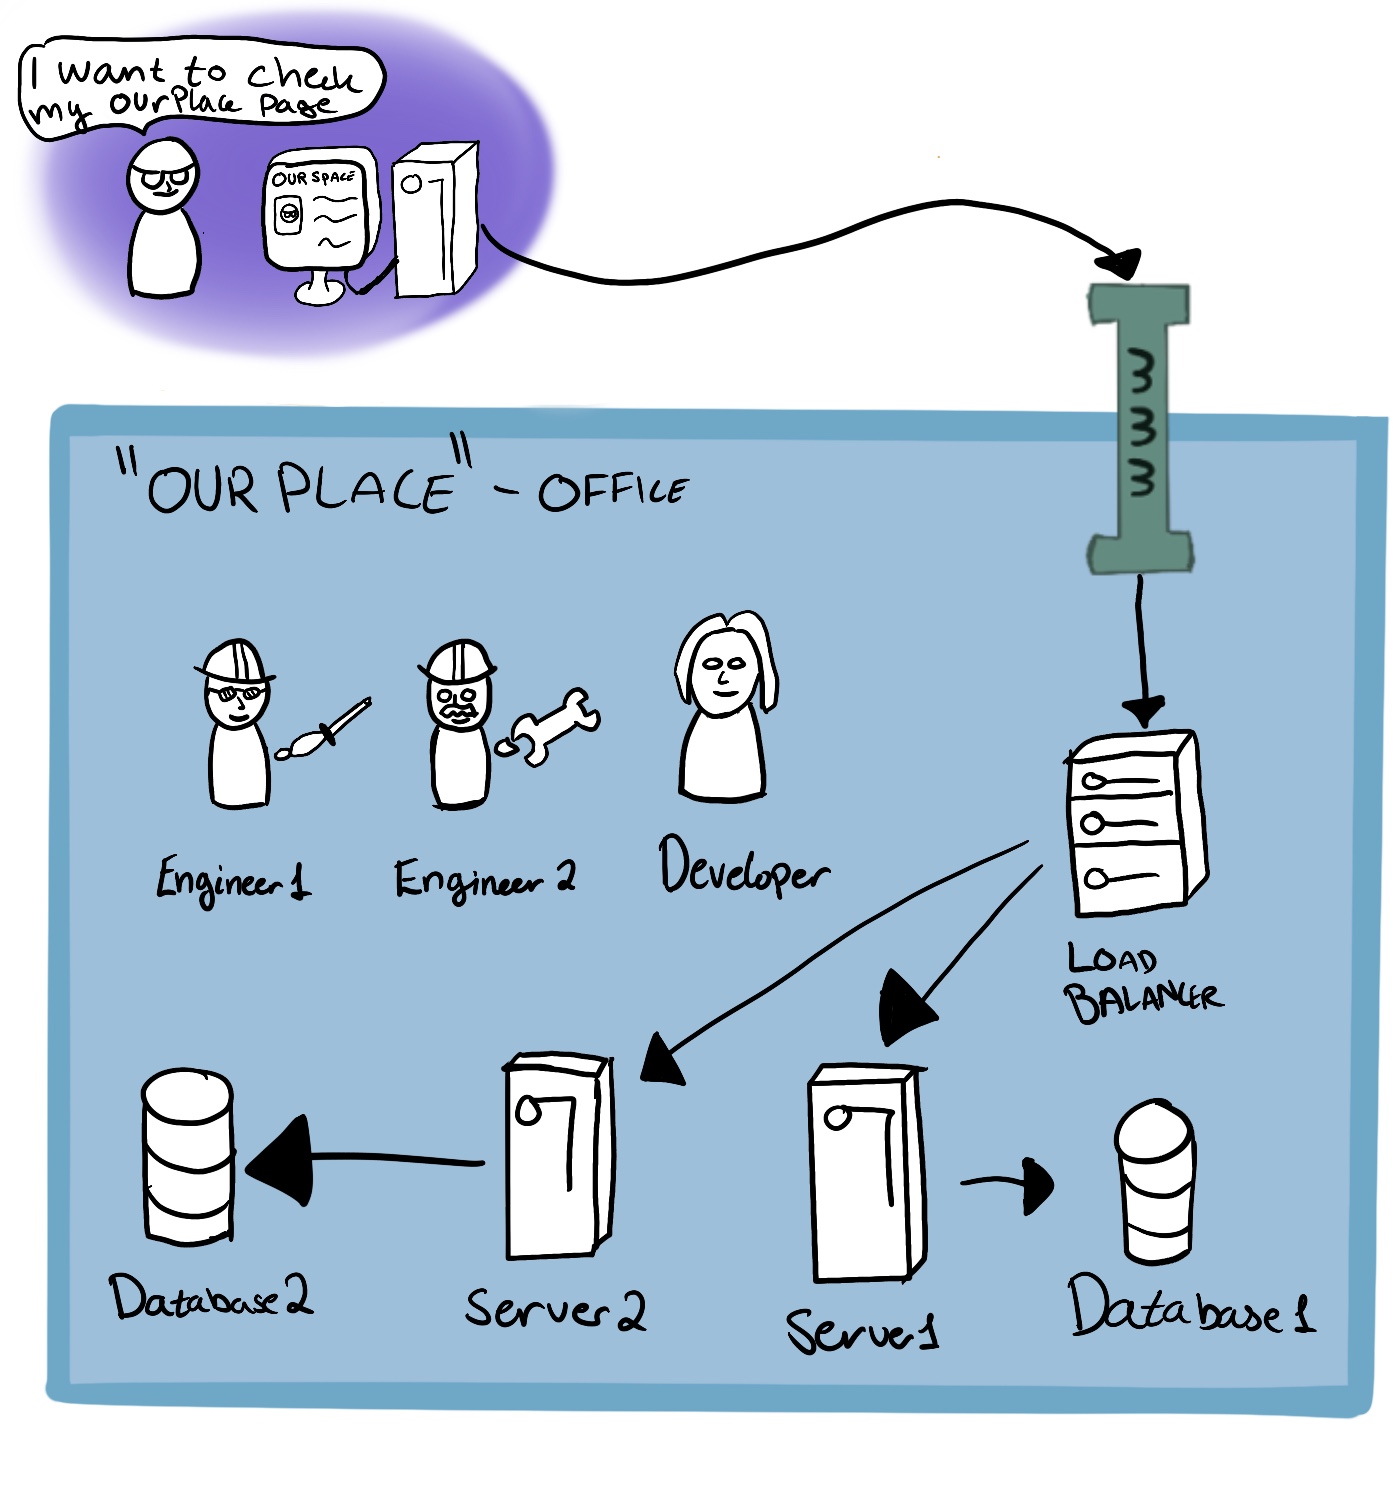 I want to check
my ourPlace page
OUR SPACE
333
"OUR PLACE" - OFFICE
Engineer 1
Engineer 2
Developer
LOAD
BALANCER
Database 2
Server 2
Server 1
Database 1